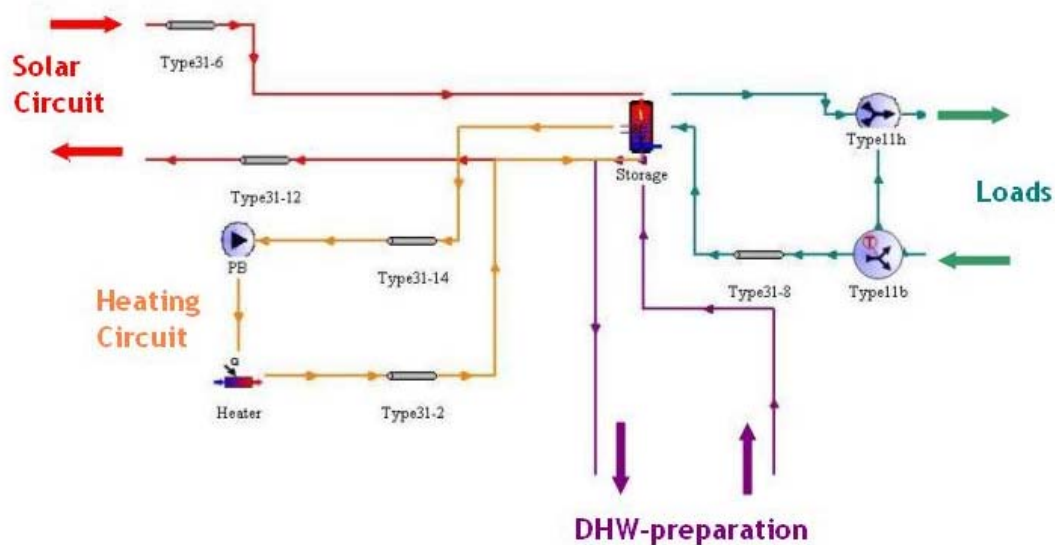 Type31-6
Solar
Circuit
Type11h
Storage
Loads
Type31-12
PB
Type31-14
Type31-8
Type11b
Heating
Circuit
Heater
Type31-2
DHW-preparation